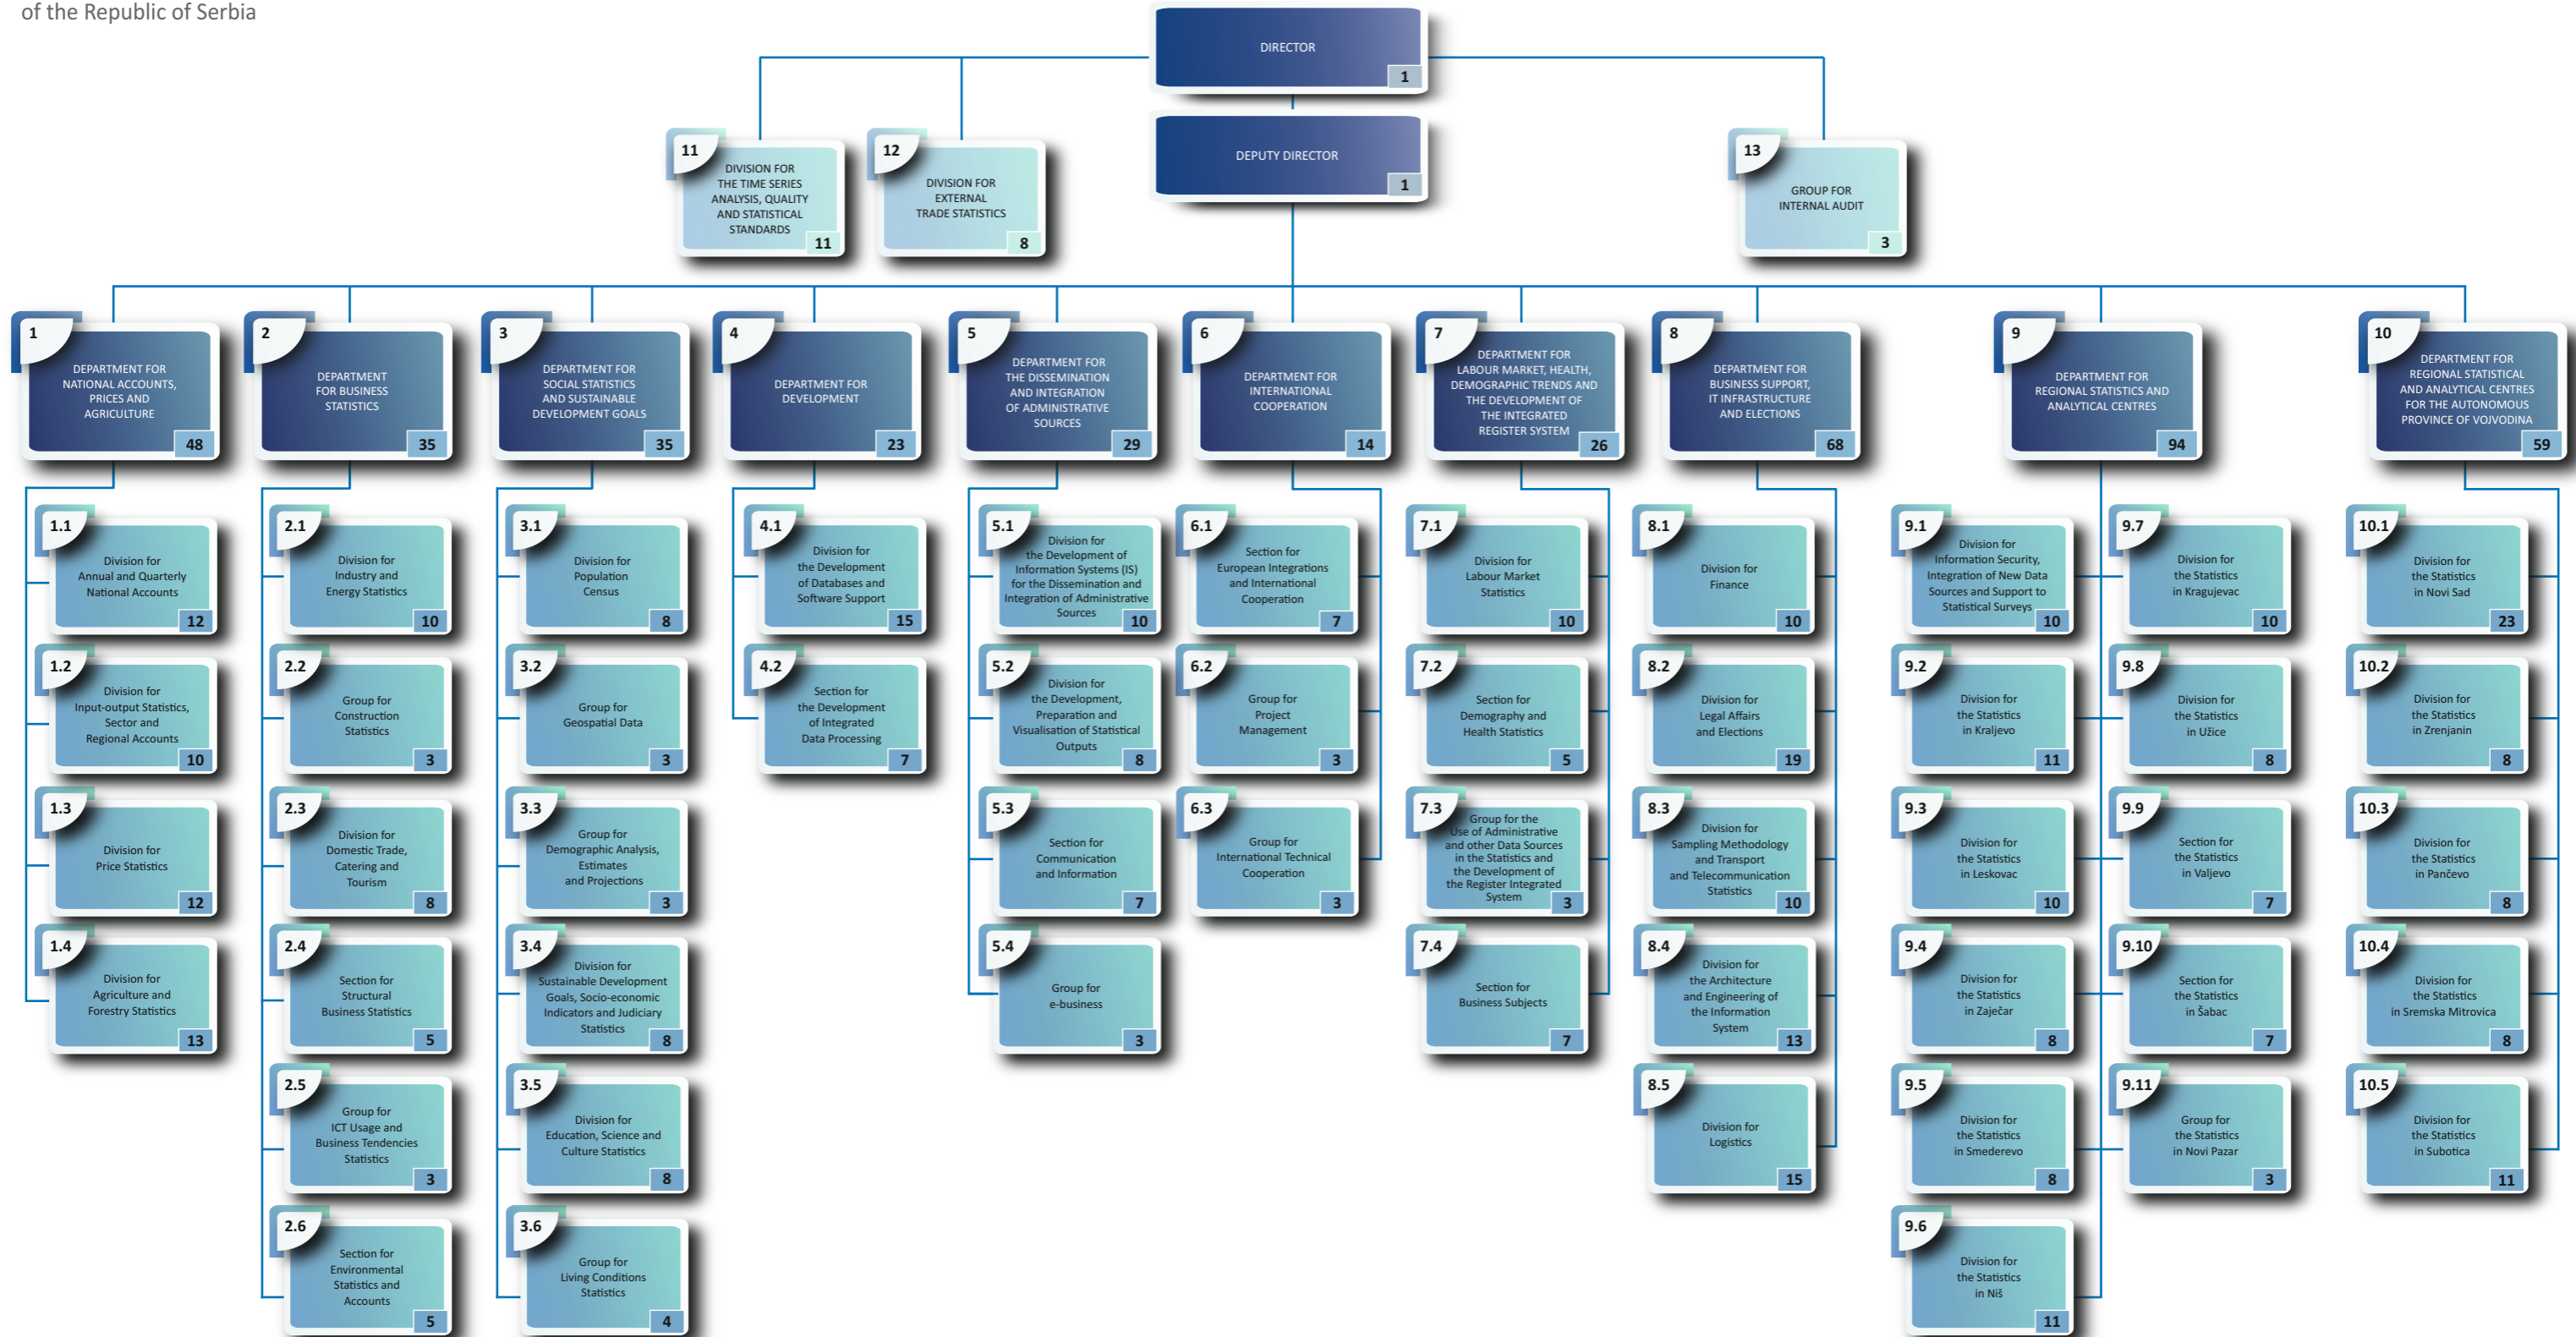 of the Republic of Serbia
DIRECTOR
1
DEPUTY DIRECTOR
1
11
DIVISION FOR
THE TIME SERIES
ANALYSIS, QUALITY
AND STATISTICAL
STANDARDS
11
12
DIVISION FOR
EXTERNAL
TRADE STATISTICS
8
13
GROUP FOR
INTERNAL AUDIT
3
1
DEPARTMENT FOR
NATIONAL ACCOUNTS,
PRICES AND
AGRICULTURE
48
2
DEPARTMENT
FOR BUSINESS
STATISTICS
35
3
DEPARTMENT FOR
SOCIAL STATISTICS
AND SUSTAINABLE
DEVELOPMENT GOALS
35
4
DEPARTMENT FOR
DEVELOPMENT
23
5
DEPARTMENT FOR
THE DISSEMINATION
AND INTEGRATION
OF ADMINISTRATIVE
SOURCES
29
6
DEPARTMENT FOR
INTERNATIONAL
COOPERATION
14
7
DEPARTMENT FOR
LABOUR MARKET, HEALTH,
DEMOGRAPHIC TRENDS AND
THE DEVELOPMENT OF
THE INTEGRATED
REGISTER SYSTEM
26
8
DEPARTMENT FOR
BUSINESS SUPPORT,
IT INFRASTRUCTURE
AND ELECTIONS
68
9
DEPARTMENT FOR
REGIONAL STATISTICS AND
ANALYTICAL CENTRES
94
10
DEPARTMENT FOR
REGIONAL STATISTICAL
AND ANALYTICAL CENTRES
FOR THE AUTONOMOUS
PROVINCE OF VOJVODINA
59
1.1
Division for
Annual and Quarterly
National Accounts
12
1.2
Division for
Input-output Statistics,
Sector and
Regional Accounts
10
1.3
Division for
Price Statistics
12
1.4
Division for
Agriculture and
Forestry Statistics
13
2.1
Division for
Industry and
Energy Statistics
10
2.2
Group for
Construction
Statistics
3
2.3
Division for
Domestic Trade,
Catering and
Tourism
8
2.4
Section for
Structural
Business Statistics
5
2.5
Group for
ICT Usage and
Business Tendencies
Statistics
3
2.6
Section for
Environmental
Statistics and
Accounts
5
3.1
Division for
Population
Census
8
3.2
Group for
Geospatial Data
3
3.3
Group for
Demographic Analysis,
Estimates
and Projections
3
3.4
Division for
Sustainable Development
Goals, Socio-economic
Indicators and Judiciary
Statistics
8
3.5
Division for
Education, Science and
Culture Statistics
8
3.6
Group for
Living Conditions
Statistics
4
4.1
Division for
the Development
of Databases and
Software Support
15
4.2
Section for
the Development
of Integrated
Data Processing
7
5.1
Division for
the Development of
Information Systems (IS)
for the Dissemination and
Integration of Administrative
Sources
10
5.2
Division for
the Development,
Preparation and
Visualisation of Statistical
Outputs
8
5.3
Section for
Communication
and Information
7
5.4
Group for
e-business
3
6.1
Section for
European Integrations
and International
Cooperation
7
6.2
Group for
Project
Management
3
6.3
Group for
International Technical
Cooperation
3
7.1
Division for
Labour Market
Statistics
10
7.2
Section for
Demography and
Health Statistics
5
7.3
Group for the
Use of Administrative
and other Data Sources
in the Statistics and
the Development of
the Register Integrated
System
3
7.4
Section for
Business Subjects
7
8.1
Division for
Finance
10
8.2
Division for
Legal Affairs
and Elections
19
8.3
Division for
Sampling Methodology
and Transport
and Telecommunication
Statistics
10
8.4
Division for
the Architecture
and Engineering of
the Information
System
13
8.5
Division for
Logistics
15
9.1
Division for
Information Security,
Integration of New Data
Sources and Support to
Statistical Surveys
10
9.2
Division for
the Statistics
in Kraljevo
11
9.3
Division for
the Statistics
in Leskovac
10
9.4
Division for
the Statistics
in Zaječar
8
9.5
Division for
the Statistics
in Smederevo
8
9.6
Division for
the Statistics
in Niš
11
9.7
Division for
the Statistics
in Kragujevac
10
9.8
Division for
the Statistics
in Užice
8
9.9
Section for
the Statistics
in Valjevo
7
9.10
Section for
the Statistics
in Šabac
7
9.11
Group for
the Statistics
in Novi Pazar
3
10.1
Division for
the Statistics
in Novi Sad
23
10.2
Division for
the Statistics
in Zrenjanin
8
10.3
Division for
the Statistics
in Pančevo
8
10.4
Division for
the Statistics
in Sremska Mitrovica
8
10.5
Division for
the Statistics
in Subotica
11